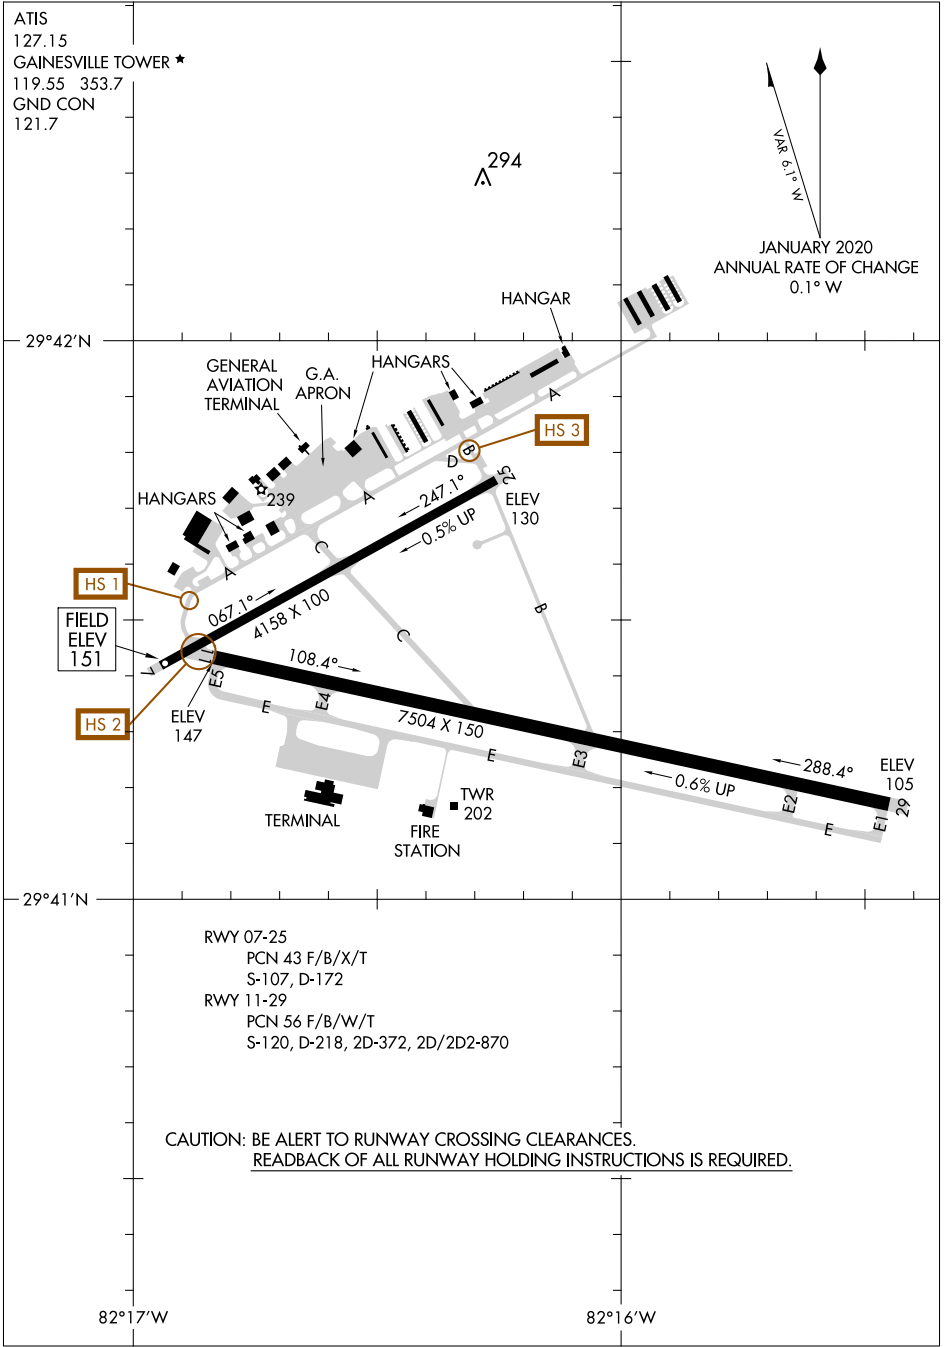 ATIS
127.15
GAINESVILLE TOWER ★
119.55 353.7
GND CON
121.7
294
VAR 6.1° W
JANUARY 2020
ANNUAL RATE OF CHANGE
0.1° W
HANGAR
29°42'N
GENERAL
AVIATION
TERMINAL
G.A.
APRON
HANGARS
A
HS 3
B
D
25
ELEV
130
247.1°
0.5% UP
239
HANGARS
A
C
A
HS 1
067.1°
4158 X 100
B
C
FIELD
ELEV
151
7
11
108.4°
HS 2
E5
ELEV
147
E
E4
7504 X 150
E
E3
0.6% UP
288.4°
ELEV
105
29
E2
E
E1
TERMINAL
TWR
202
FIRE
STATION
29°41'N
RWY 07-25
PCN 43 F/B/X/T
S-107, D-172
RWY 11-29
PCN 56 F/B/W/T
S-120, D-218, 2D-372, 2D/2D2-870
CAUTION: BE ALERT TO RUNWAY CROSSING CLEARANCES.
READBACK OF ALL RUNWAY HOLDING INSTRUCTIONS IS REQUIRED.
82°17'W
82°16'W